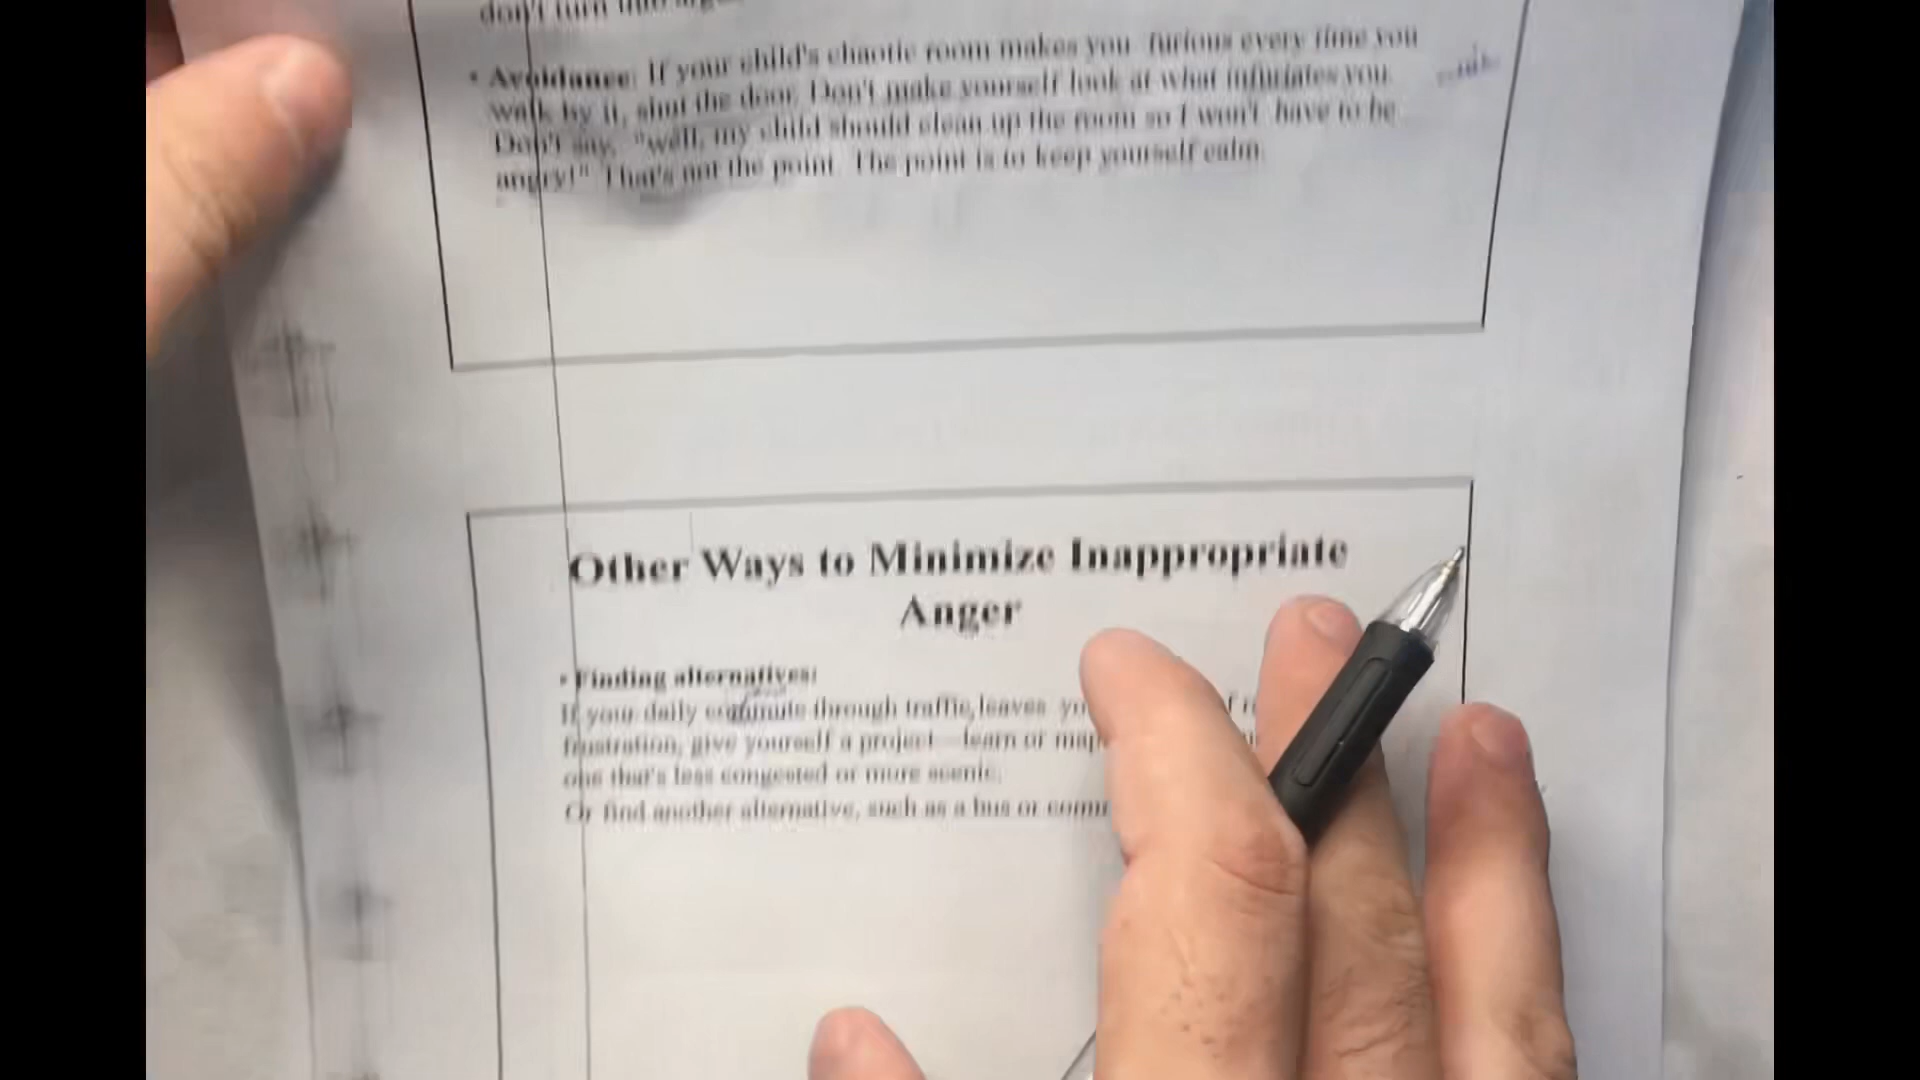 don't turn into
• Avoidance: If your child's chaotic room makes you furious every time you
walk by it, shut the door. Don't make yourself look at what infuriates you.
Don't say, "well, my child should clean up the room so I won't have to be
angry!" That's not the point. The point is to keep yourself calm.
Other Ways to Minimize Inappropriate
Anger
• Finding alternatives:
If your daily commute through traffic leaves
frustration, give yourself a project—learn or map
one that's less congested or more scenic.
Or find another alternative, such as a bus or